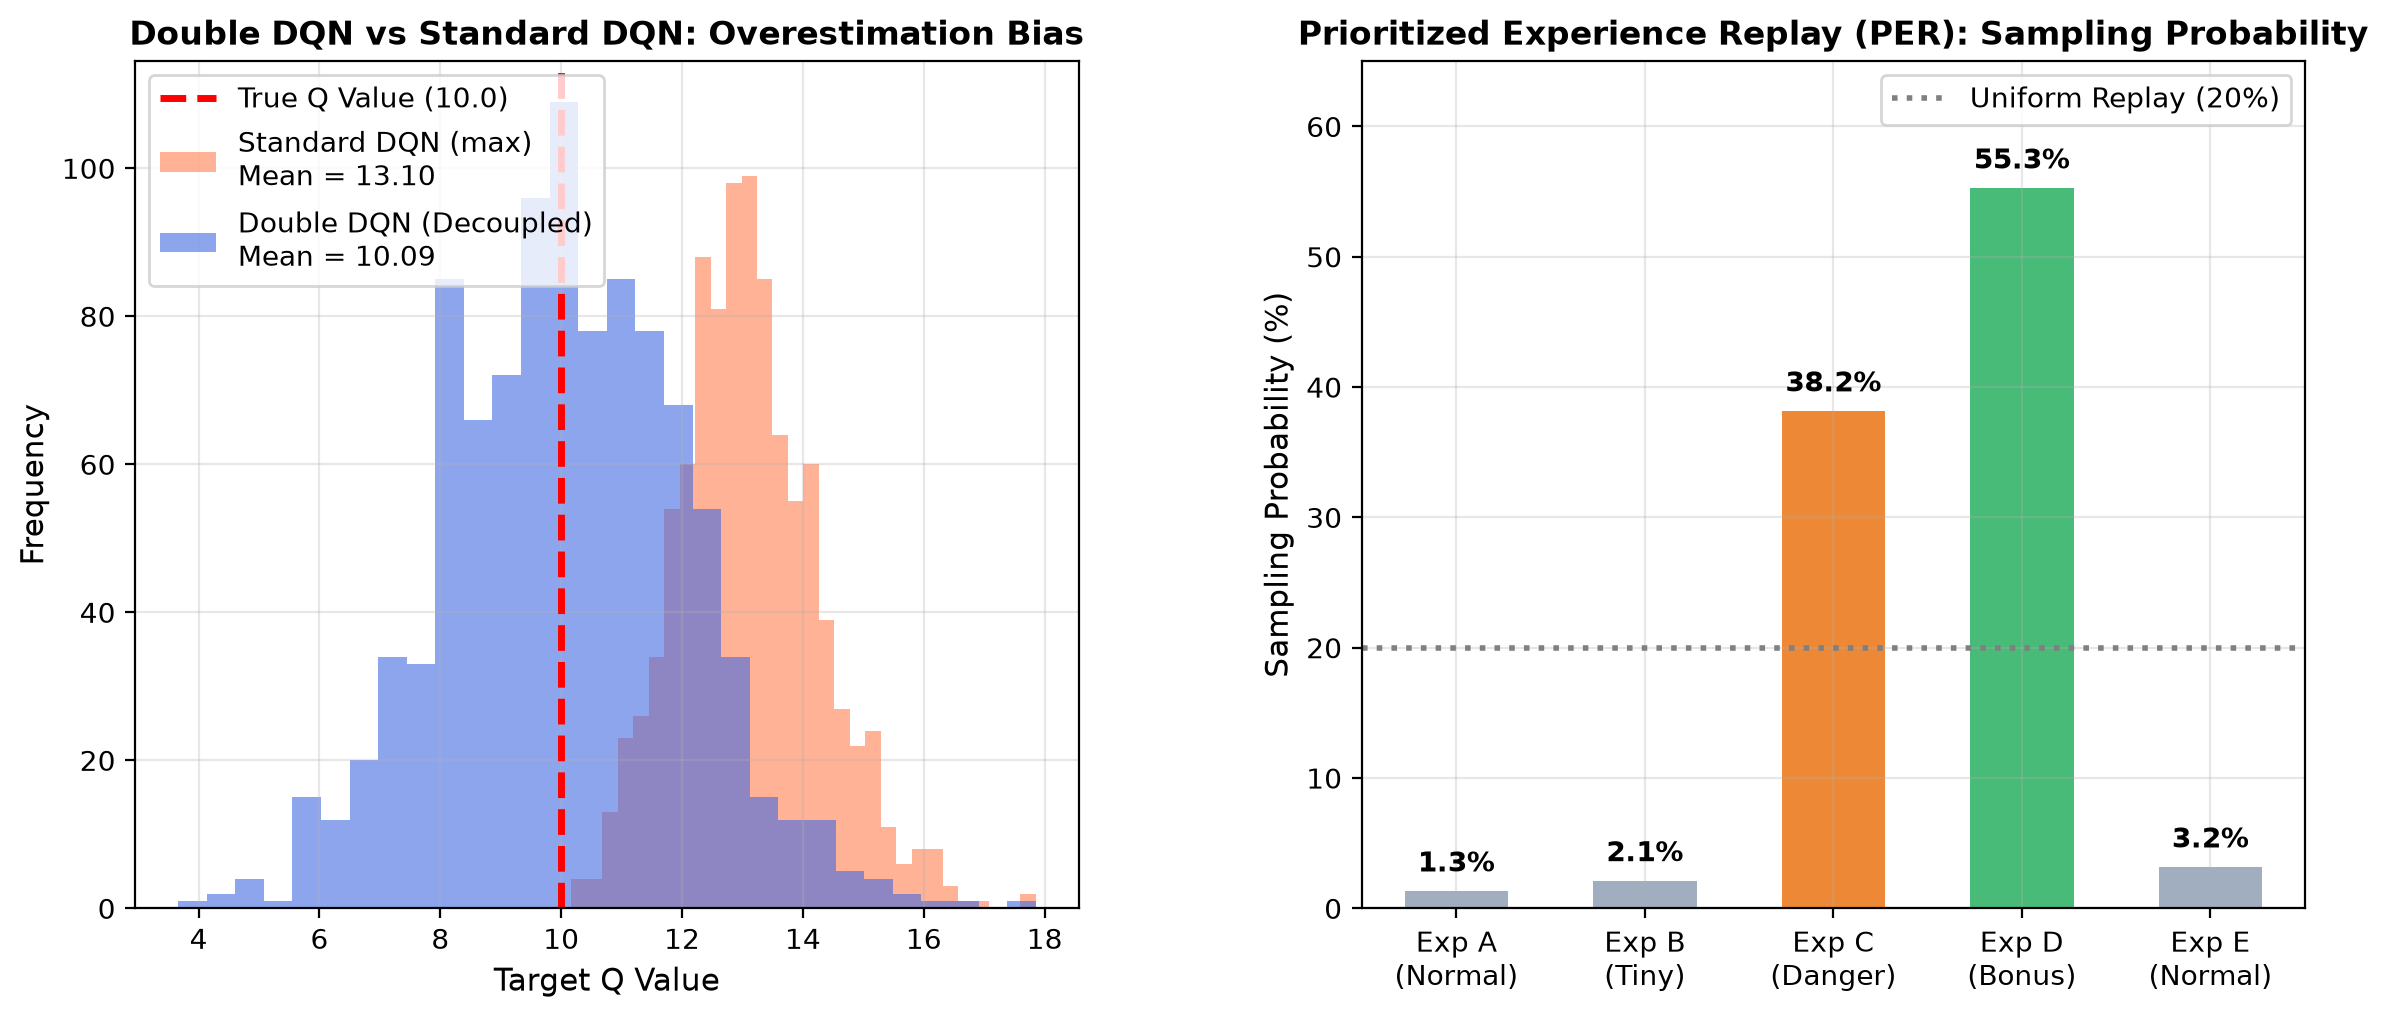 Double DQN vs Standard DQN: Overestimation Bias
True Q Value (10.0)
Standard DQN (max)
Mean = 13.10
Double DQN (Decoupled)
Mean = 10.09
Frequency
100
80
60
40
20
0
4 6 8 10 12 14 16 18
Target Q Value
Prioritized Experience Replay (PER): Sampling Probability
Uniform Replay (20%)
Sampling Probability (%)
60
50
40
30
20
10
0
1.3%
2.1%
38.2%
55.3%
3.2%
Exp A
(Normal)
Exp B
(Tiny)
Exp C
(Danger)
Exp D
(Bonus)
Exp E
(Normal)